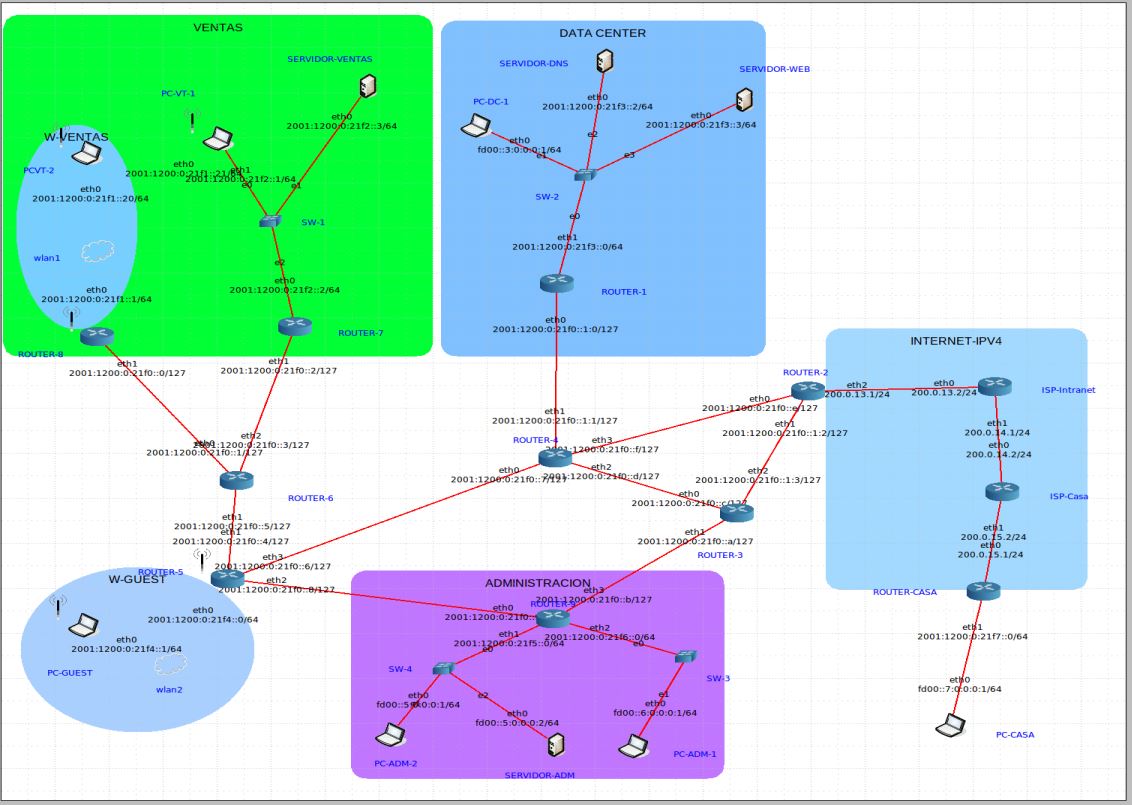 VENTAS
SERVIDOR-VENTAS
PC-VT-1
eth0
2001:1200:0:21f2::3/64
W-VENTAS
PCVT-2
eth0
2001:1200:0:21f1::20/64
eth0
eth1
2001:1200:0:21f2::1/64
e0
e1
SW-1
wlan1
e2
eth0
2001:1200:0:21f2::2/64
eth0
2001:1200:0:21f1::1/64
ROUTER-7
ROUTER-8
DATA CENTER
SERVIDOR-DNS
SERVIDOR-WEB
PC-DC-1
eth0
2001:1200:0:21f3::2/64
eth0
2001:1200:0:21f3::3/64
eth0
fd00::3:0:0:0:1/64
e1
e2
e3
SW-2
e0
eth1
2001:1200:0:21f3::0/64
ROUTER-1
eth0
2001:1200:0:21f0::1:0/127
eth1
2001:1200:0:21f0::0/127
eth1
2001:1200:0:21f0::2/127
eth2
2001:1200:0:21f0::3/127
eth0
2001:1200:0:21f0::1/127
ROUTER-6
eth1
2001:1200:0:21f0::5/127
eth1
2001:1200:0:21f0::4/127
eth3
2001:1200:0:21f0::6/127
ROUTER-5
eth2
2001:1200:0:21f0::8/127
eth1
2001:1200:0:21f0::1:1/127
ROUTER-4
eth3
2001:1200:0:21f0::f/127
eth0
2001:1200:0:21f0::7/127
eth2
2001:1200:0:21f0::d/127
ROUTER-2
eth0
2001:1200:0:21f0::e/127
eth1
2001:1200:0:21f0::1:2/127
eth2
2001:1200:0:21f0::1:3/127
eth0
2001:1200:0:21f0::c/127
eth1
2001:1200:0:21f0::a/127
ROUTER-3
INTERNET-IPV4
eth2
200.0.13.1/24
eth0
200.0.13.2/24
ISP-Intranet
eth1
200.0.14.1/24
eth0
200.0.14.2/24
ISP-Casa
eth1
200.0.15.2/24
eth0
200.0.15.1/24
ROUTER-CASA
eth1
2001:1200:0:21f7::0/64
eth0
fd00::7:0:0:0:1/64
PC-CASA
W-GUEST
eth0
2001:1200:0:21f4::0/64
eth0
2001:1200:0:21f4::1/64
PC-GUEST
wlan2
ADMINISTRACION
eth3
2001:1200:0:21f0::b/127
eth0
eth1
2001:1200:0:21f5::0/64
e0
eth2
2001:1200:0:21f6::0/64
e0
SW-4
SW-3
eth0
e2
eth0
fd00::5:0:0:0:2/64
e1
eth0
fd00::6:0:0:0:1/64
PC-ADM-2
SERVIDOR-ADM
PC-ADM-1